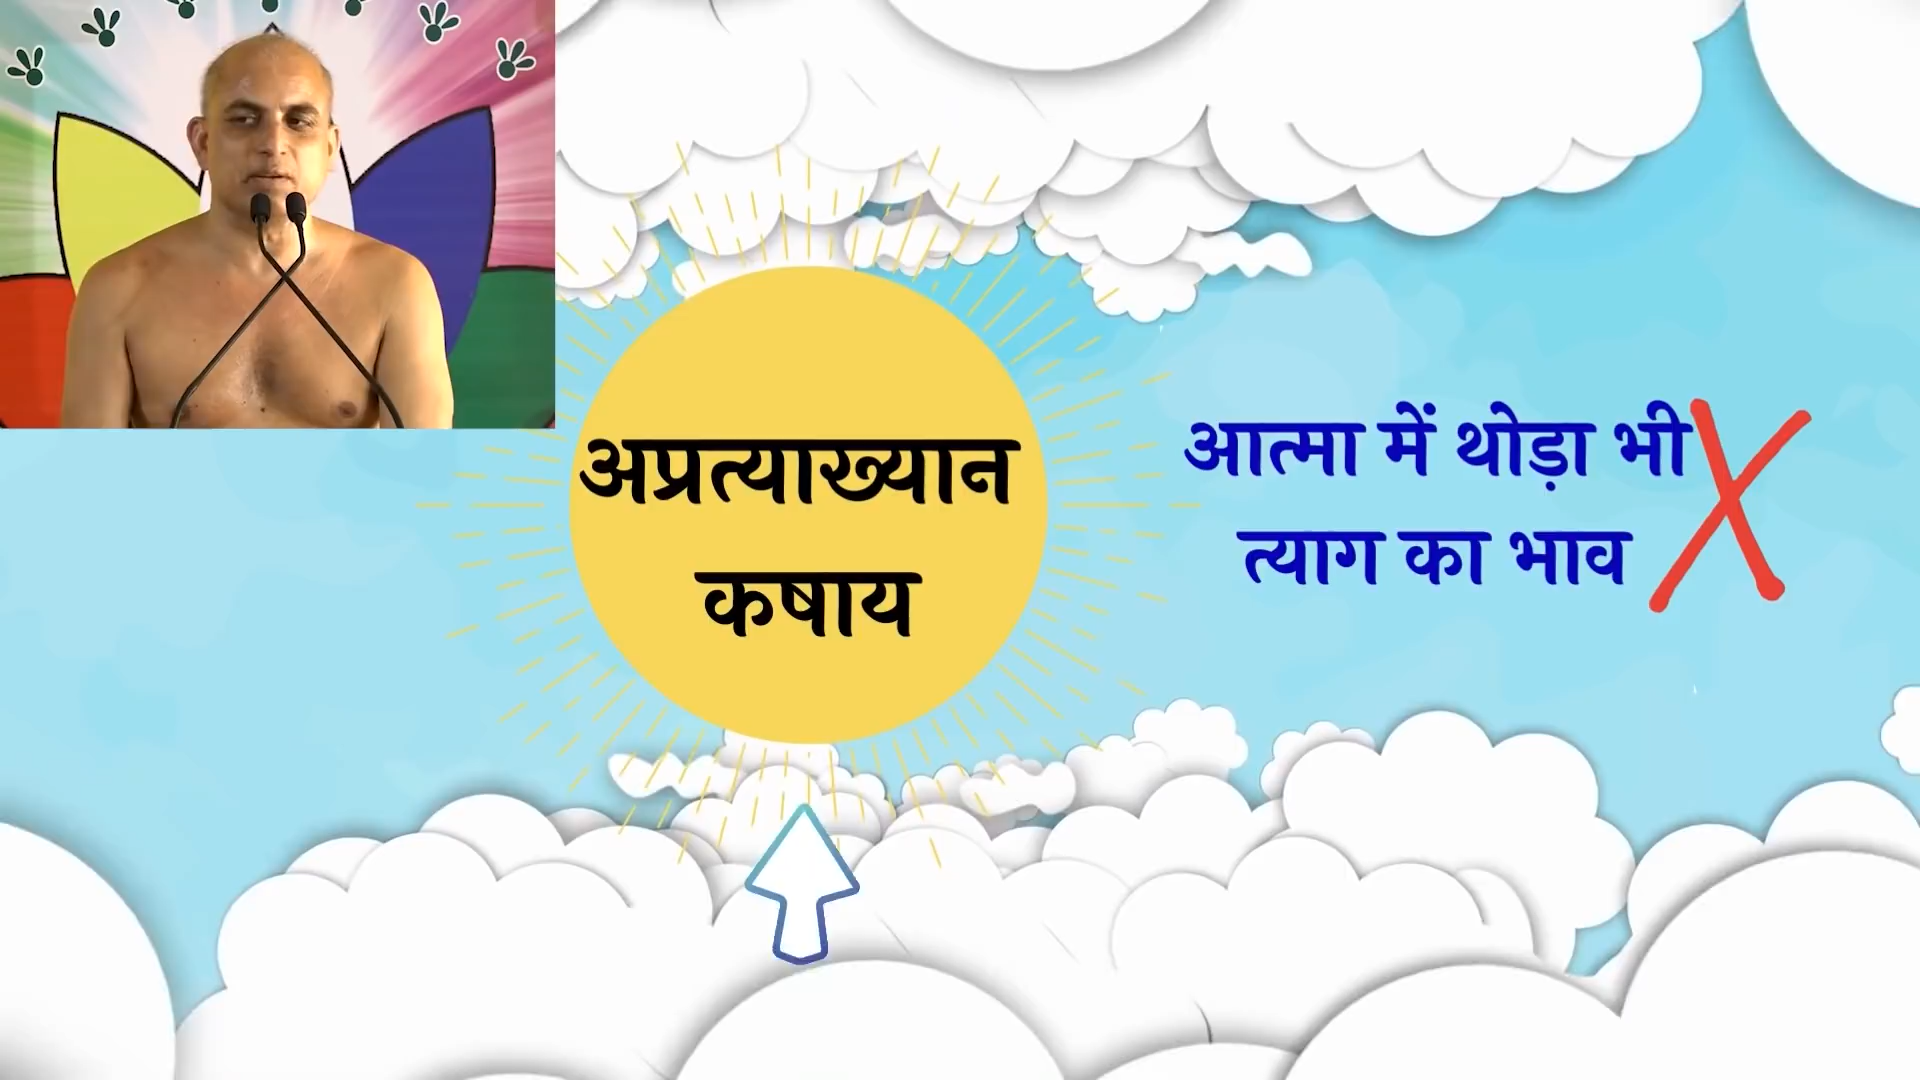 अप्रत्याख्यान
कषाय
आत्मा में थोड़ा भी
त्याग का भाव